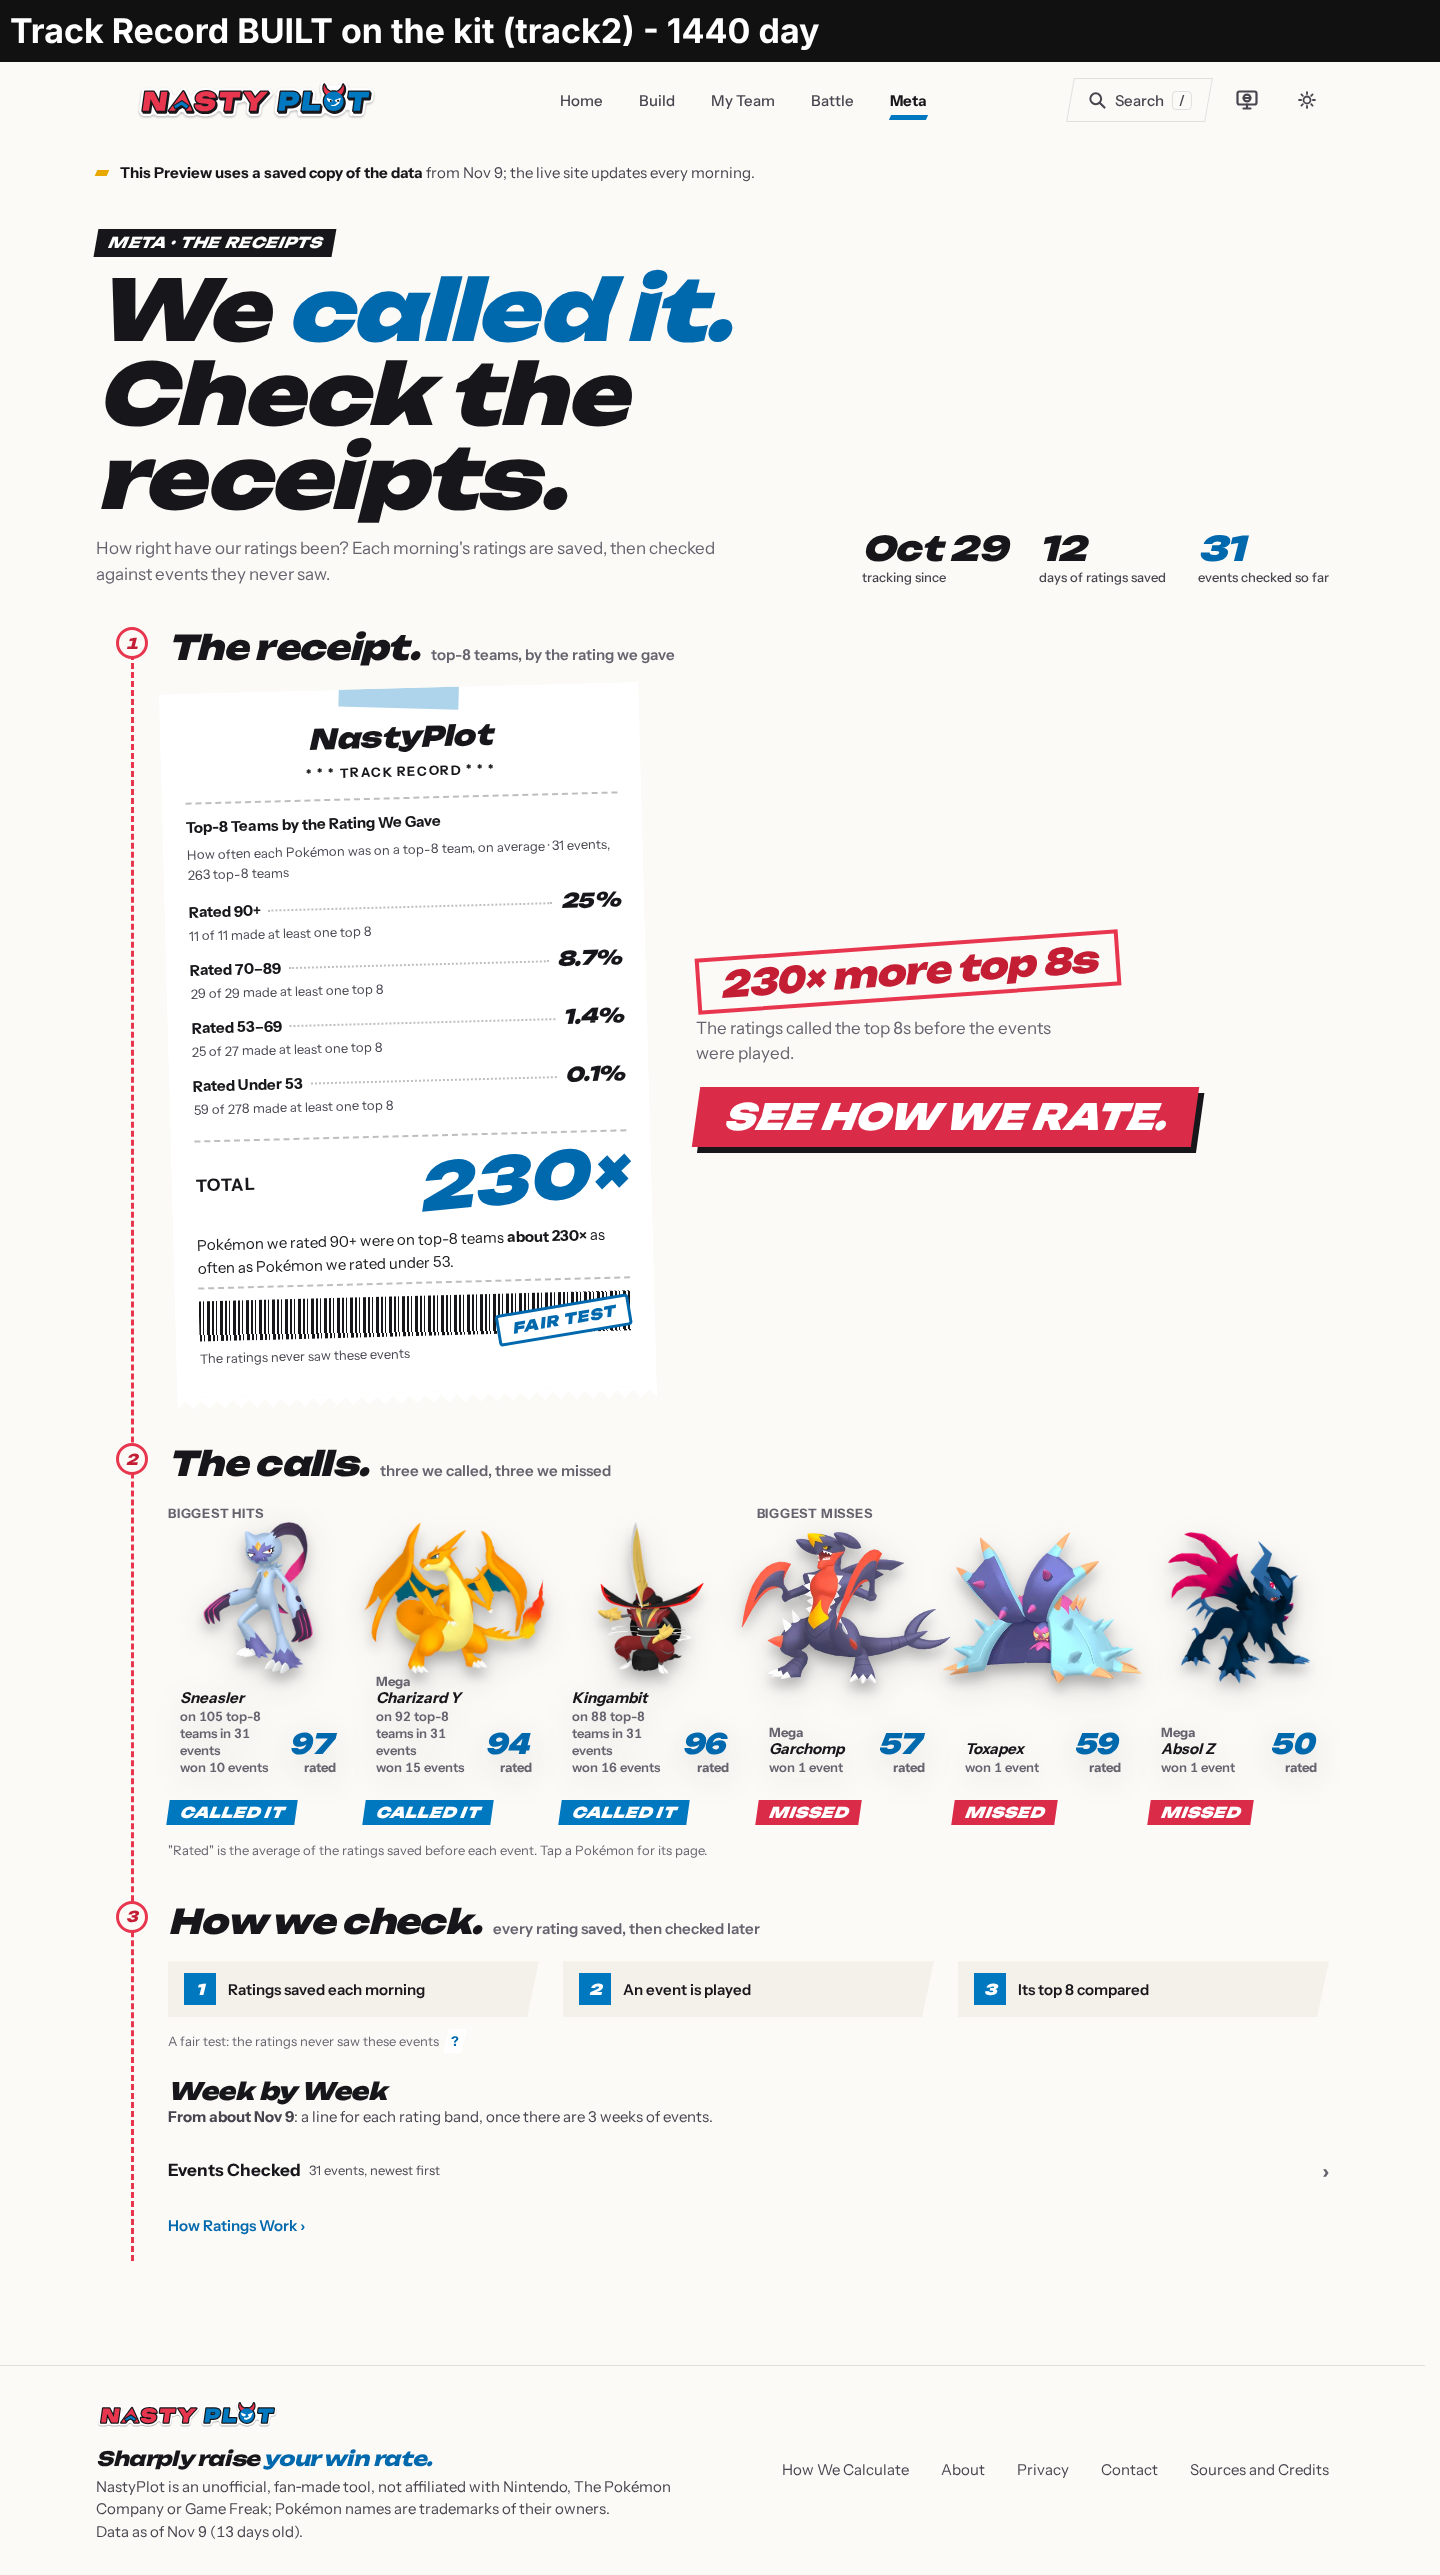 Track Record BUILT on the kit (track2) - 1440 day
NASTY PLOT
Home Build My Team Battle Meta
Search /
This Preview uses a saved copy of the data from Nov 9; the live site updates every morning.
META · THE RECEIPTS
We called it.
Check the
receipts.
How right have our ratings been? Each morning's ratings are saved, then checked
against events they never saw.
Oct 29 12 31
tracking since days of ratings saved events checked so far
1 The receipt. top-8 teams, by the rating we gave
NastyPlot
* * * TRACK RECORD * * *
Top-8 Teams by the Rating We Gave
How often each Pokémon was on a top-8 team, on average · 31 events,
263 top-8 teams
Rated 90+ 25%
11 of 11 made at least one top 8
Rated 70–89 8.7%
29 of 29 made at least one top 8
Rated 53–69 1.4%
25 of 27 made at least one top 8
Rated Under 53 0.1%
59 of 278 made at least one top 8
TOTAL 230×
Pokémon we rated 90+ were on top-8 teams about 230× as
often as Pokémon we rated under 53.
FAIR TEST
The ratings never saw these events
230× more top 8s
The ratings called the top 8s before the events
were played.
SEE HOW WE RATE.
2 The calls. three we called, three we missed
BIGGEST HITS
Sneasler
on 105 top-8
teams in 31
events
won 10 events
97
rated
CALLED IT
Mega
Charizard Y
on 92 top-8
teams in 31
events
won 15 events
94
rated
CALLED IT
Kingambit
on 88 top-8
teams in 31
events
won 16 events
96
rated
CALLED IT
BIGGEST MISSES
Mega
Garchomp
won 1 event
57
rated
MISSED
Toxapex
won 1 event
59
rated
MISSED
Mega
Absol Z
won 1 event
50
rated
MISSED
"Rated" is the average of the ratings saved before each event. Tap a Pokémon for its page.
3 How we check. every rating saved, then checked later
1 Ratings saved each morning
2 An event is played
3 Its top 8 compared
A fair test: the ratings never saw these events ?
Week by Week
From about Nov 9: a line for each rating band, once there are 3 weeks of events.
Events Checked 31 events, newest first ›
How Ratings Work ›
NASTY PLOT
Sharply raise your win rate.
NastyPlot is an unofficial, fan-made tool, not affiliated with Nintendo, The Pokémon
Company or Game Freak; Pokémon names are trademarks of their owners.
Data as of Nov 9 (13 days old).
How We Calculate About Privacy Contact Sources and Credits